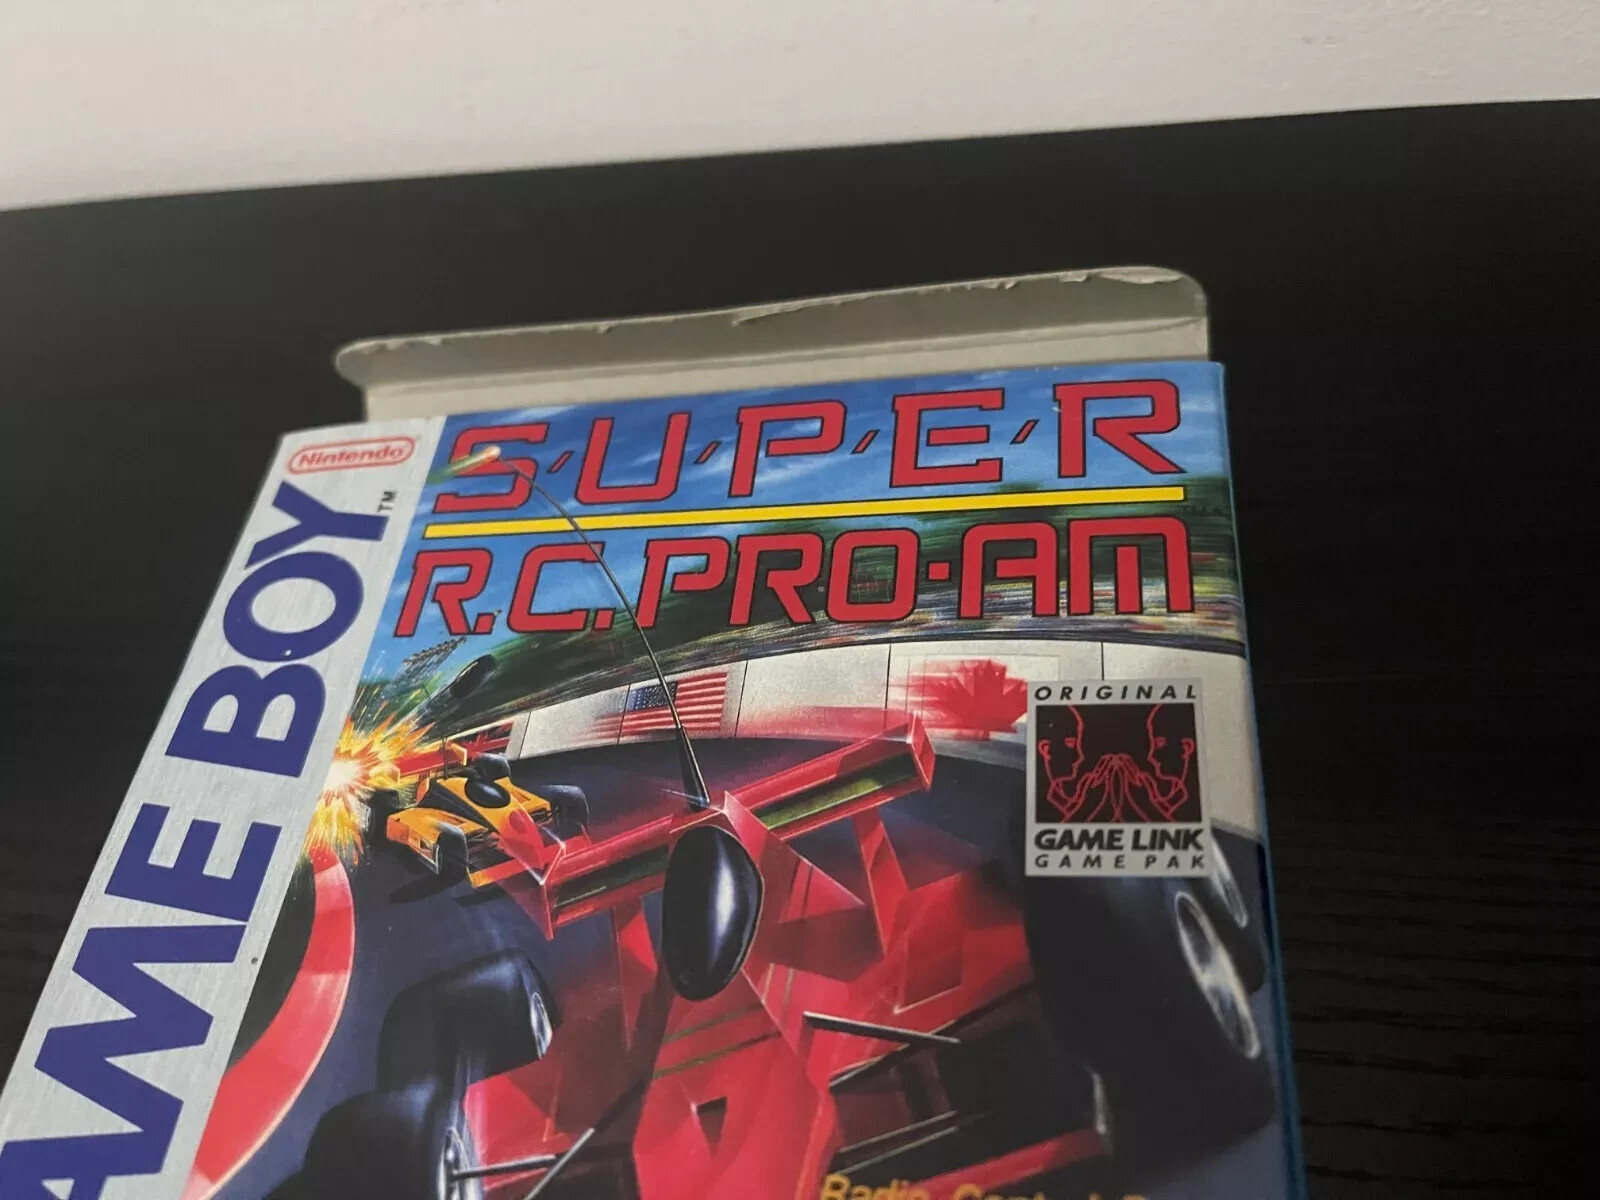 Nintendo
GAME BOY
TM
S/U/P/E/R
R.C. PRO-AM
ORIGINAL
GAME LINK
GAME PAK